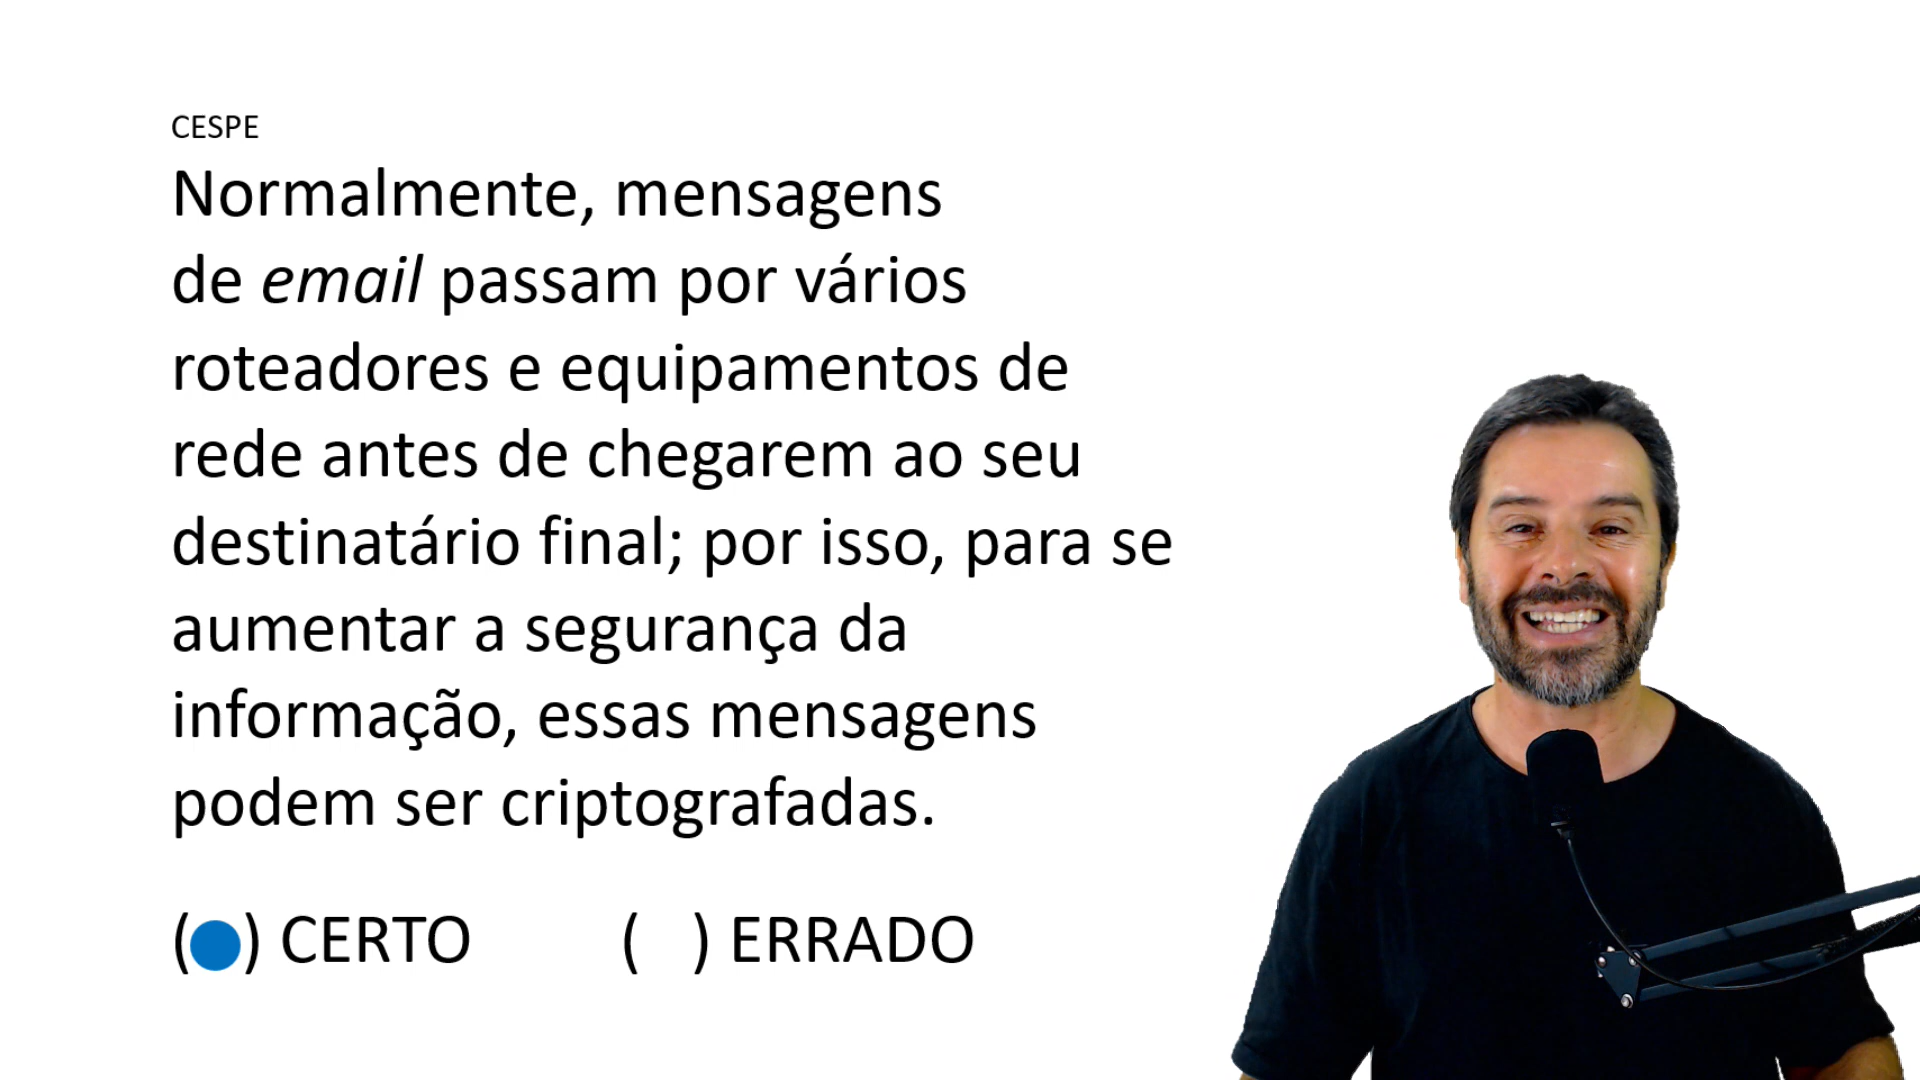 CESPE
Normalmente, mensagens
de email passam por vários
roteadores e equipamentos de
rede antes de chegarem ao seu
destinatário final; por isso, para se
aumentar a segurança da
informação, essas mensagens
podem ser criptografadas.
( ) CERTO ( ) ERRADO